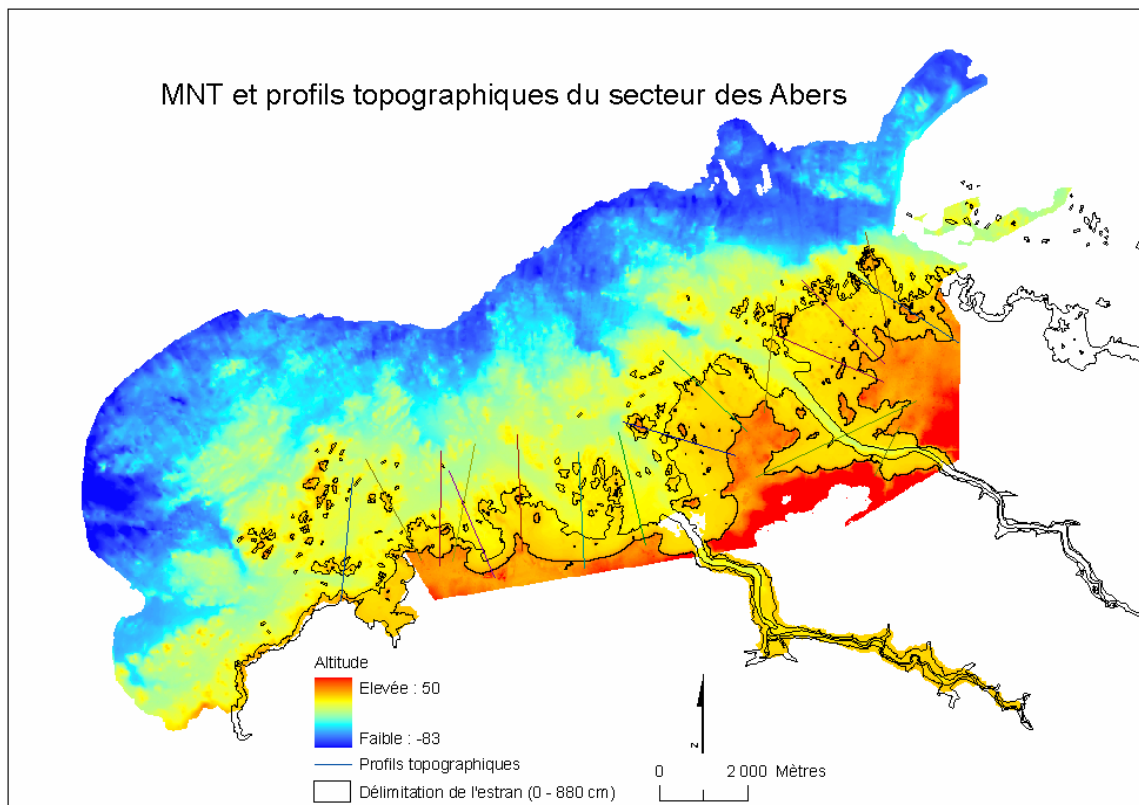 MNT et profils topographiques du secteur des Abers
Altitude
Elevée : 50
Faible : -83
Profils topographiques
Délimitation de l'estran (0 - 880 cm)
N
0 2 000 Mètres